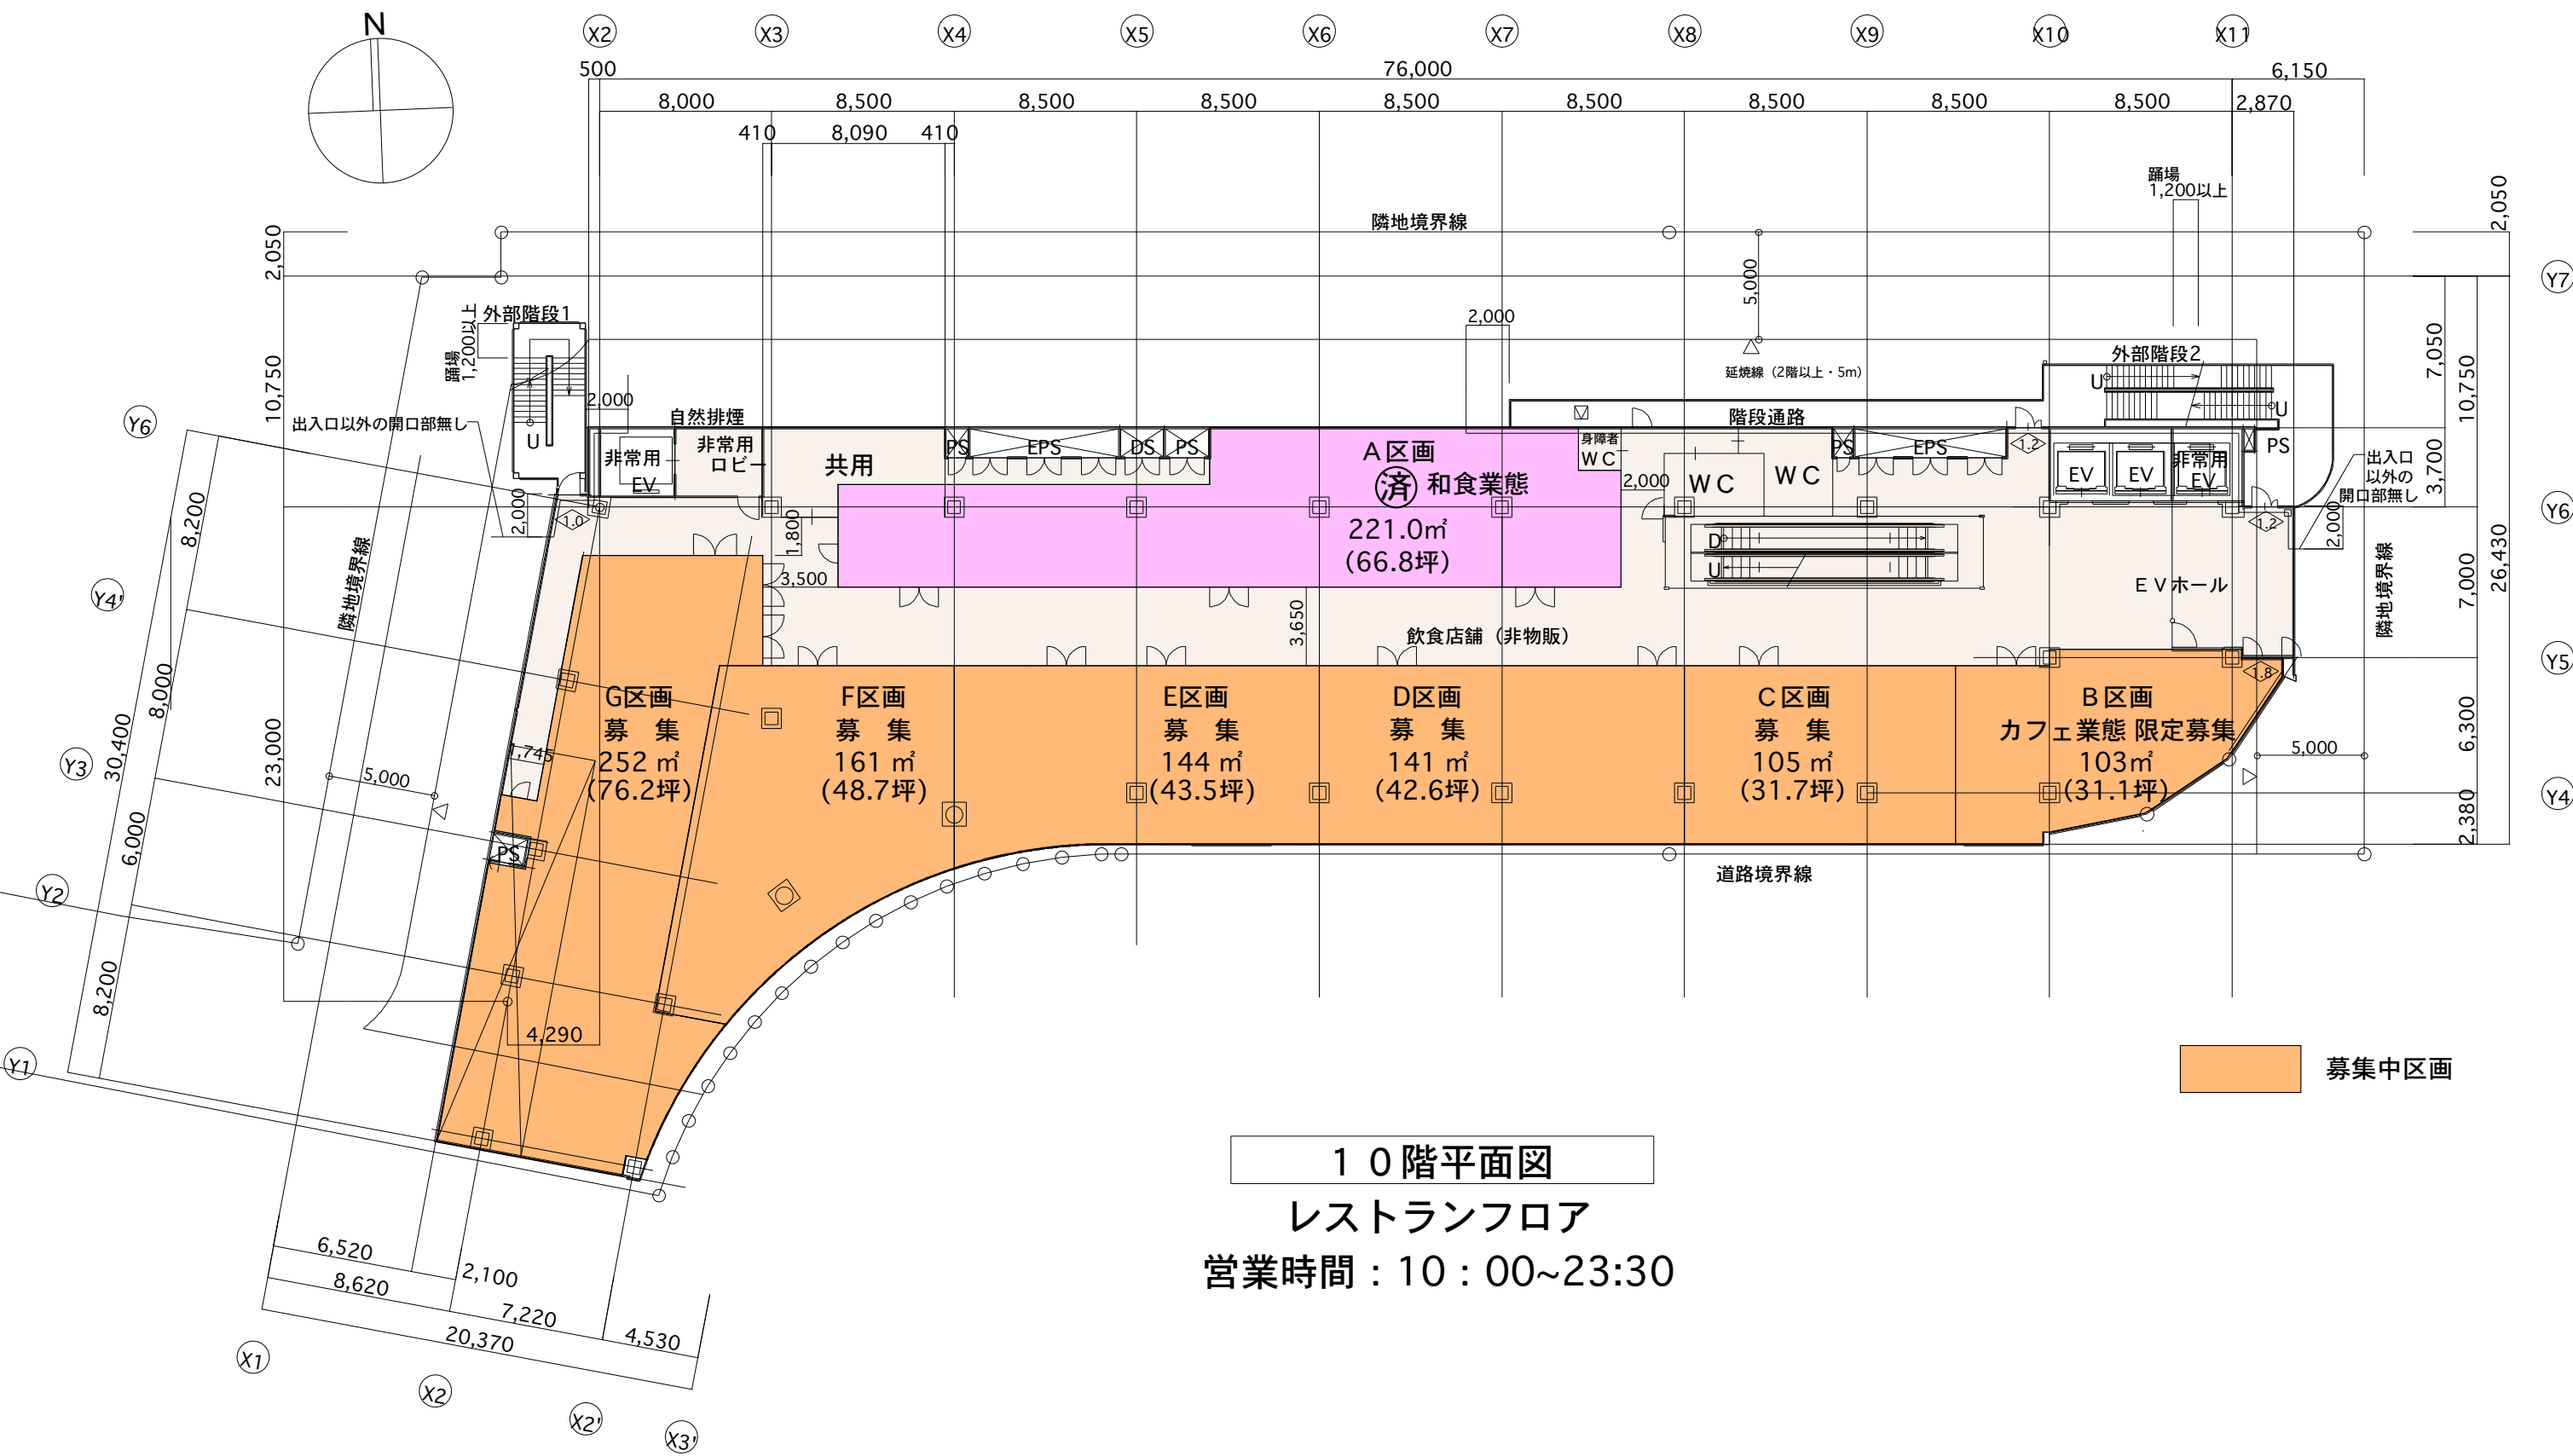 N
X2
X3
X4
X5
X6
X7
X8
X9
X10
X11
500
76,000
6,150
8,000
8,500
8,500
8,500
8,500
8,500
8,500
8,500
8,500
2,870
410
8,090
410
踊場
1,200以上
2,050
2,050
隣地境界線
Y7
5,000
外部階段1
踊場
1,200以上
2,000
7,050
10,750
10,750
延焼線（2階以上・5m）
外部階段2
U
U
2,000
自然排煙
階段通路
Y6
出入口以外の開口部無し
U
非常用
EV
非常用
ロビー
共用
PS
EPS
DS
PS
A区画
済 和食業態
221.0㎡
(66.8坪)
身障者
WC
2,000
WC
WC
PS
EPS
1.2
EV
EV
非常用
EV
PS
出入口
以外の
開口部無し
3,700
Y6
8,200
2,000
1.0
1,800
3,500
D
U
1.2
2,000
隣地境界線
隣地境界線
EVホール
7,000
26,430
Y4'
3,650
飲食店舗（非物販）
Y5
1.8
8,000
30,400
23,000
G区画
募 集
252 ㎡
(76.2坪)
F区画
募 集
161 ㎡
(48.7坪)
E区画
募 集
144 ㎡
(43.5坪)
D区画
募 集
141 ㎡
(42.6坪)
C区画
募 集
105 ㎡
(31.7坪)
B区画
カフェ業態 限定募集
103㎡
(31.1坪)
6,300
5,000
Y3
1,745
5,000
Y4
2,380
6,000
PS
道路境界線
Y2
8,200
4,290
Y1
募集中区画
10階平面図
レストランフロア
営業時間：10：00~23:30
6,520
2,100
8,620
7,220
20,370
4,530
X1
X2
X2'
X3'